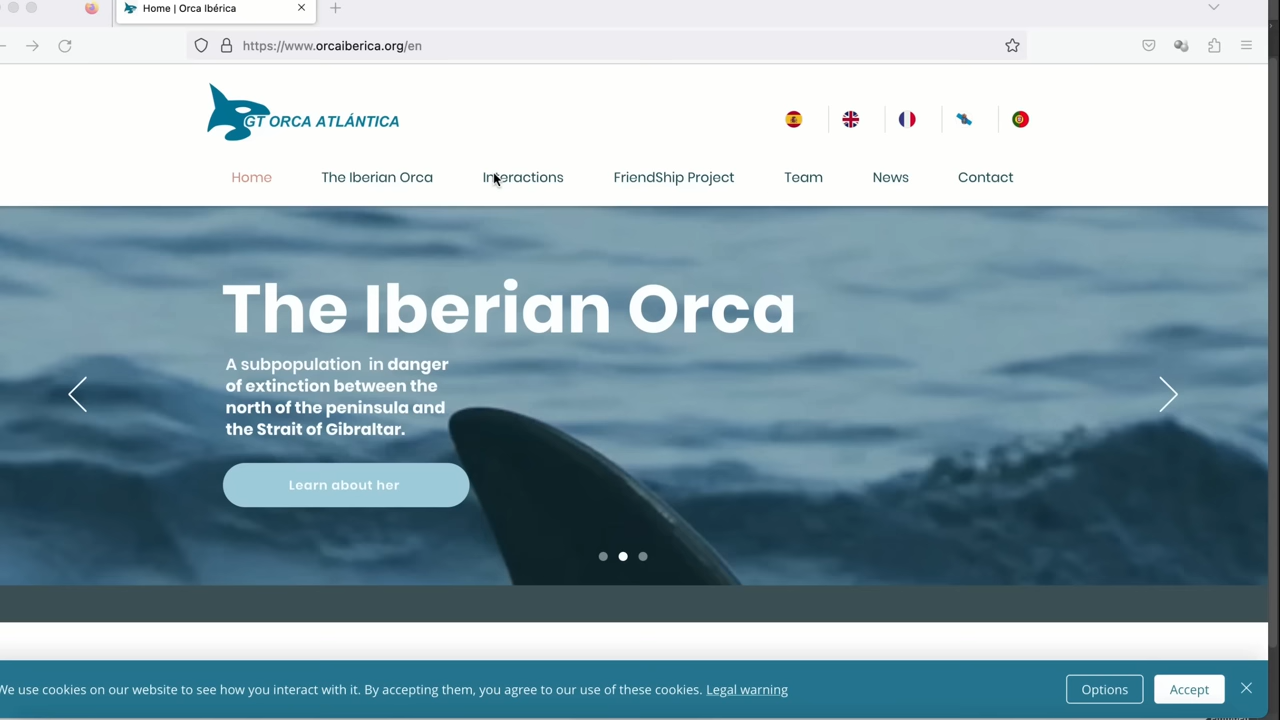 Home | Orca Ibérica
https://www.orcaiberica.org/en
GT ORCA ATLÁNTICA
Home The Iberian Orca Interactions FriendShip Project Team News Contact
The Iberian Orca
A subpopulation in danger
of extinction between the
north of the peninsula and
the Strait of Gibraltar.
Learn about her
We use cookies on our website to see how you interact with it. By accepting them, you agree to our use of these cookies. Legal warning
Options
Accept